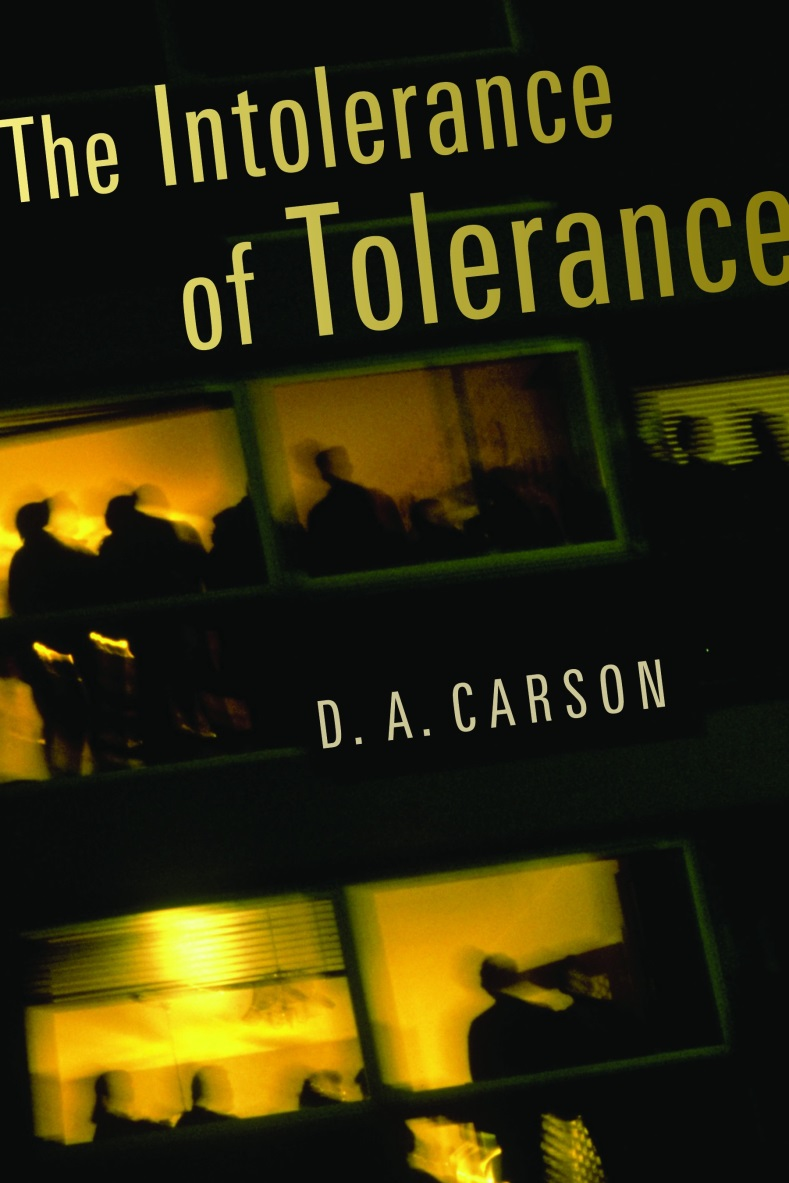 The Intolerance
of Tolerance
D. A. CARSON